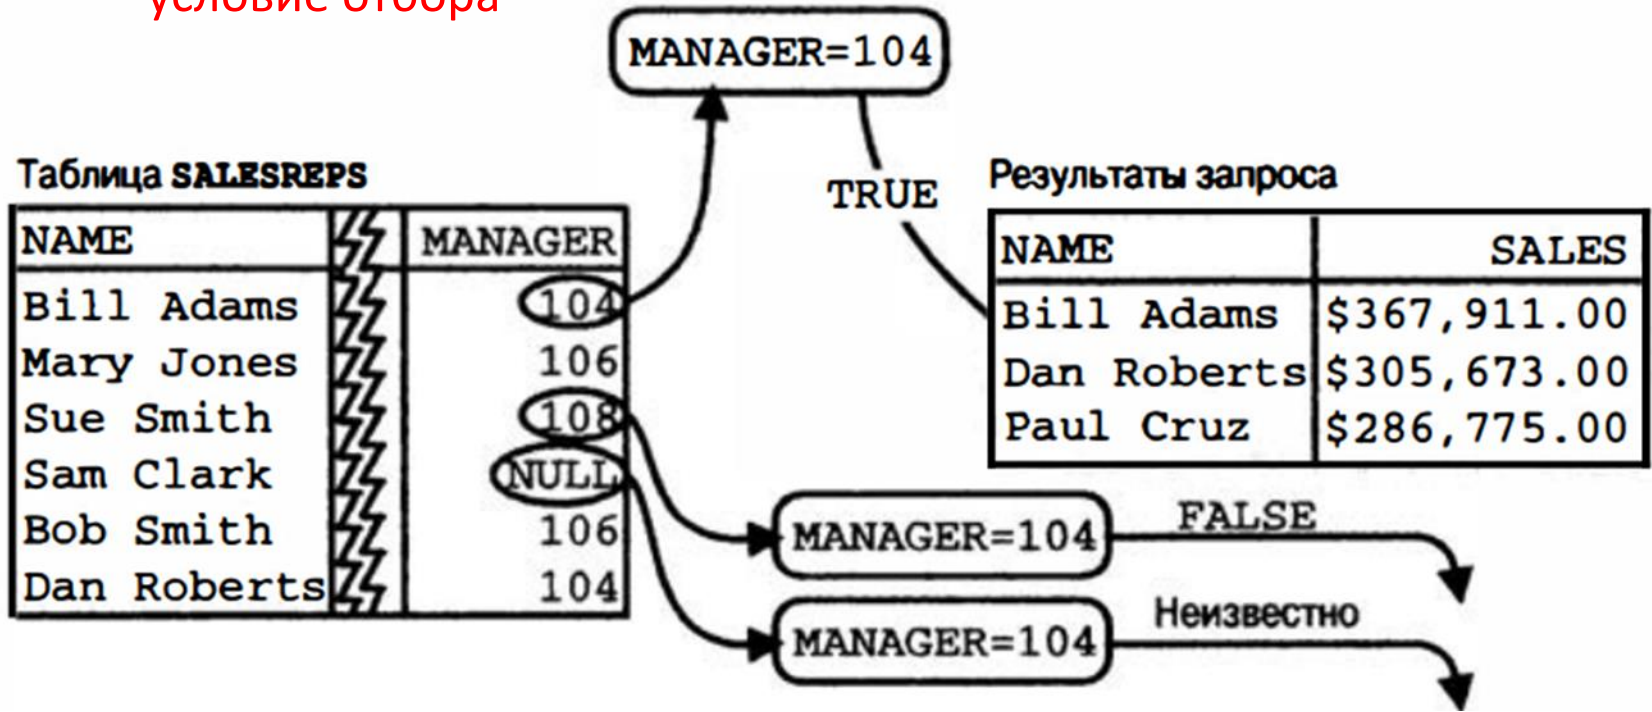 условие отбора
MANAGER=104
Таблица SALESREPS
TRUE
Результаты запроса
NAME MANAGER
Bill Adams 104
Mary Jones 106
Sue Smith 108
Sam Clark NULL
Bob Smith 106
Dan Roberts 104
NAME SALES
Bill Adams $367,911.00
Dan Roberts $305,673.00
Paul Cruz $286,775.00
MANAGER=104
FALSE
MANAGER=104
Неизвестно